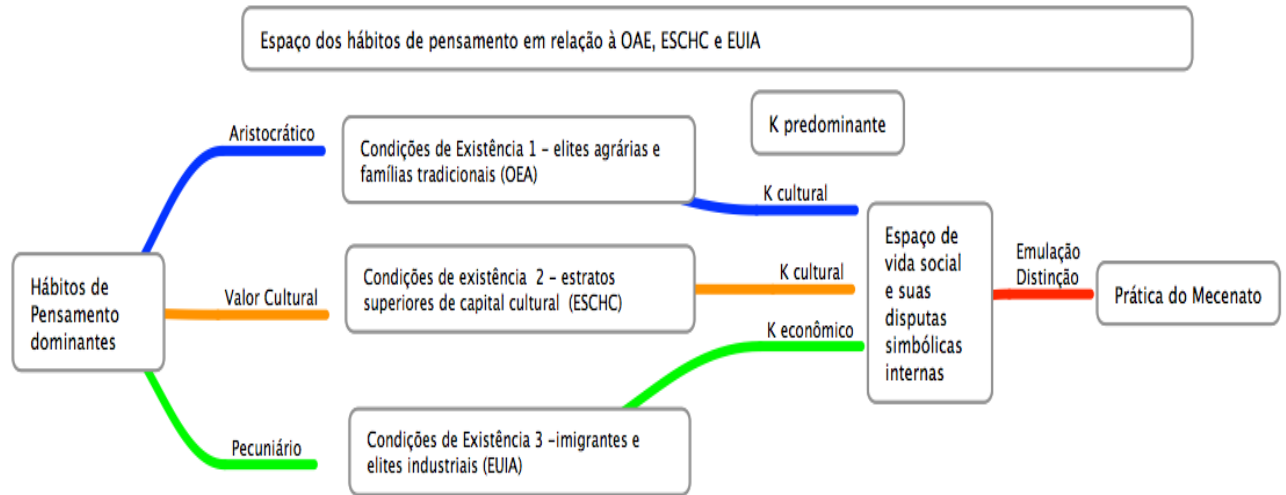 Espaço dos hábitos de pensamento em relação à OAE, ESCHC e EUIA
K predominante
Aristocrático
Condições de Existência 1 – elites agrárias e
famílias tradicionais (OEA)
K cultural
Hábitos de
Pensamento
dominantes
Valor Cultural
Condições de existência  2 – estratos
superiores de capital cultural  (ESCHC)
K cultural
Pecuniário
Condições de Existência 3 –imigrantes e
elites industriais (EUIA)
K econômico
Espaço de
vida social
e suas
disputas
simbólicas
internas
Emulação
Distinção
Prática do Mecenato